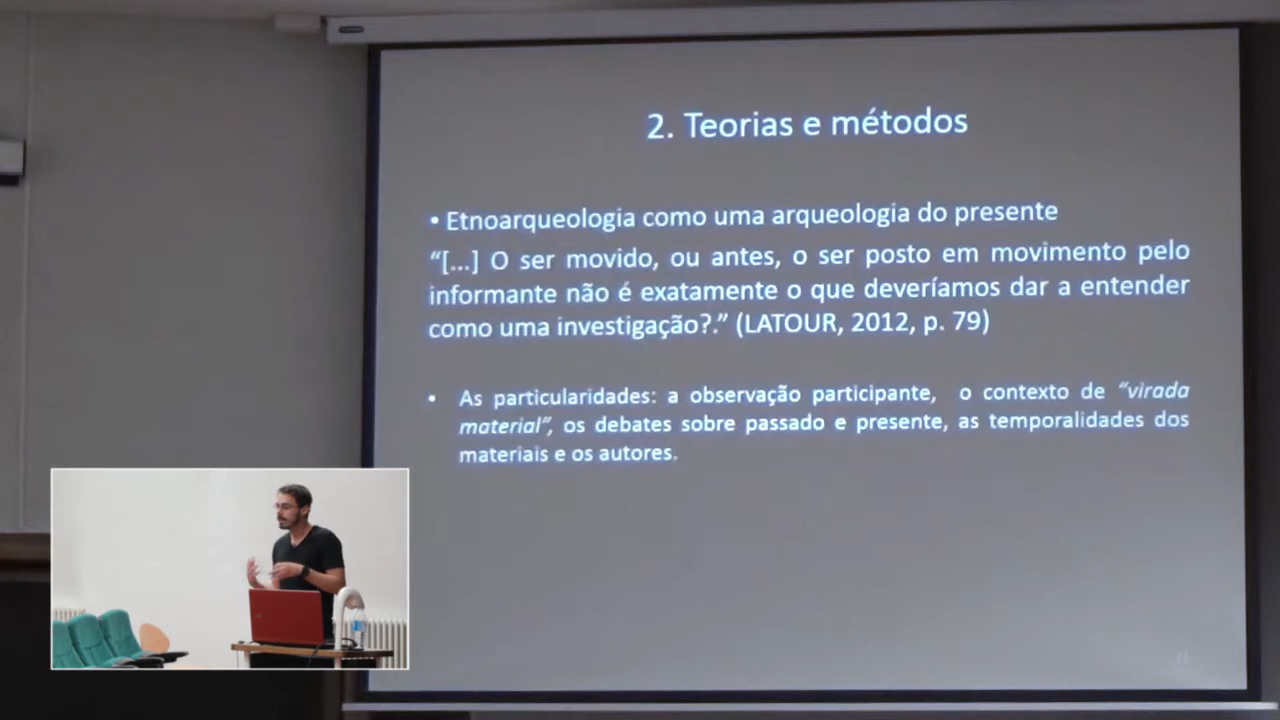 2. Teorias e métodos
• Etnoarqueologia como uma arqueologia do presente
“[...] O ser movido, ou antes, o ser posto em movimento pelo
informante não é exatamente o que deveríamos dar a entender
como uma investigação?.” (LATOUR, 2012, p. 79)
• As particularidades: a observação participante, o contexto de “virada
material”, os debates sobre passado e presente, as temporalidades dos
materiais e os autores.